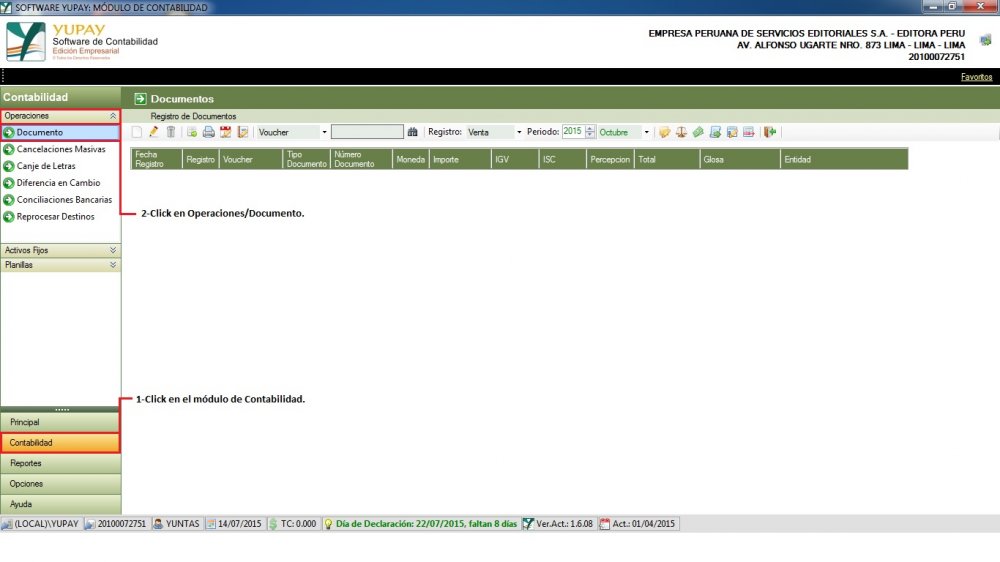 SOFTWARE YUPAY: MÓDULO DE CONTABILIDAD
YUPAY
Software de Contabilidad
Edición Empresarial
© Todos los Derechos Reservados
EMPRESA PERUANA DE SERVICIOS EDITORIALES S.A. - EDITORA PERU
AV. ALFONSO UGARTE NRO. 873 LIMA - LIMA - LIMA
20100072751
Favoritos
Contabilidad
Documentos
Operaciones
Registro de Documentos
Documento
Voucher
Registro: Venta
Periodo: 2015 Octubre
Cancelaciones Masivas
Canje de Letras
Diferencia en Cambio
Conciliaciones Bancarias
Reprocesar Destinos
Fecha Registro
Registro
Voucher
Tipo Documento
Número Documento
Moneda
Importe
IGV
ISC
Percepcion
Total
Glosa
Entidad
2-Click en Operaciones/Documento.
Activos Fijos
Planillas
1-Click en el módulo de Contabilidad.
Principal
Contabilidad
Reportes
Opciones
Ayuda
(LOCAL)\YUPAY 20100072751 YUNTAS 14/07/2015 TC: 0.000 Día de Declaración: 22/07/2015, faltan 8 días Ver.Act.: 1.6.08 Act.: 01/04/2015